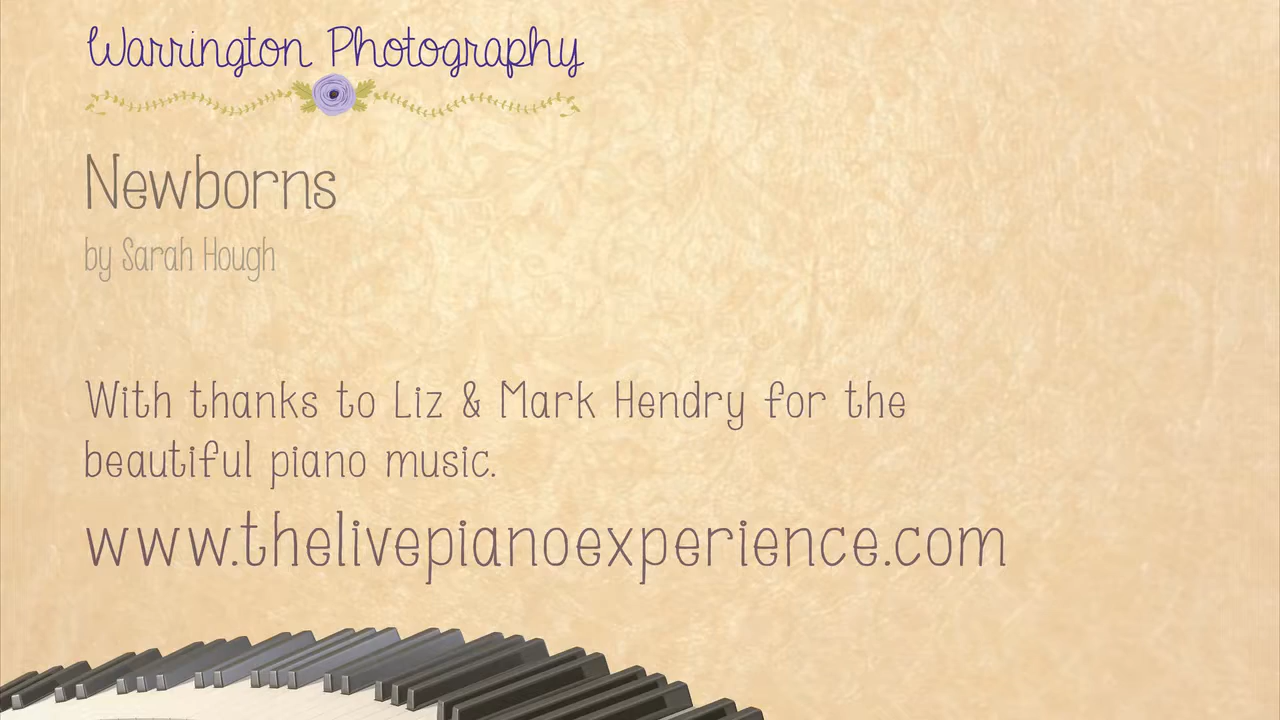 Warrington Photography
Newborns
by Sarah Hough
With thanks to Liz & Mark Hendry for the
beautiful piano music.
www.thelivepianoexperience.com